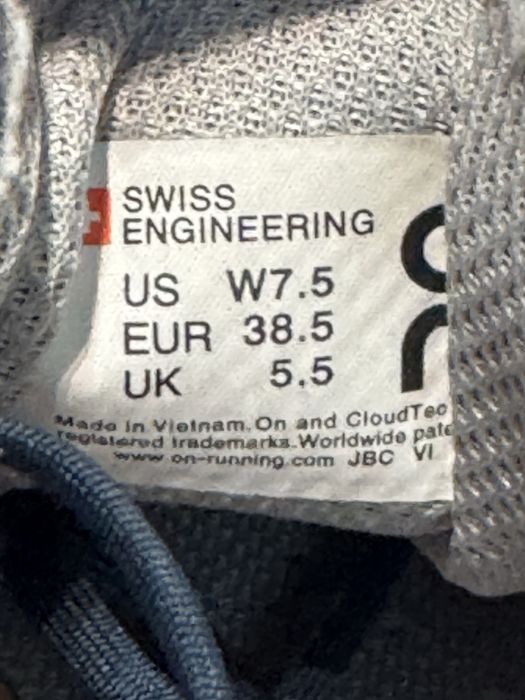 SWISS
ENGINEERING
US W7.5
EUR 38.5
UK 5.5
on
Made in Vietnam. On and CloudTec
registered trademarks. Worldwide pate
www.on-running.com JBC VI